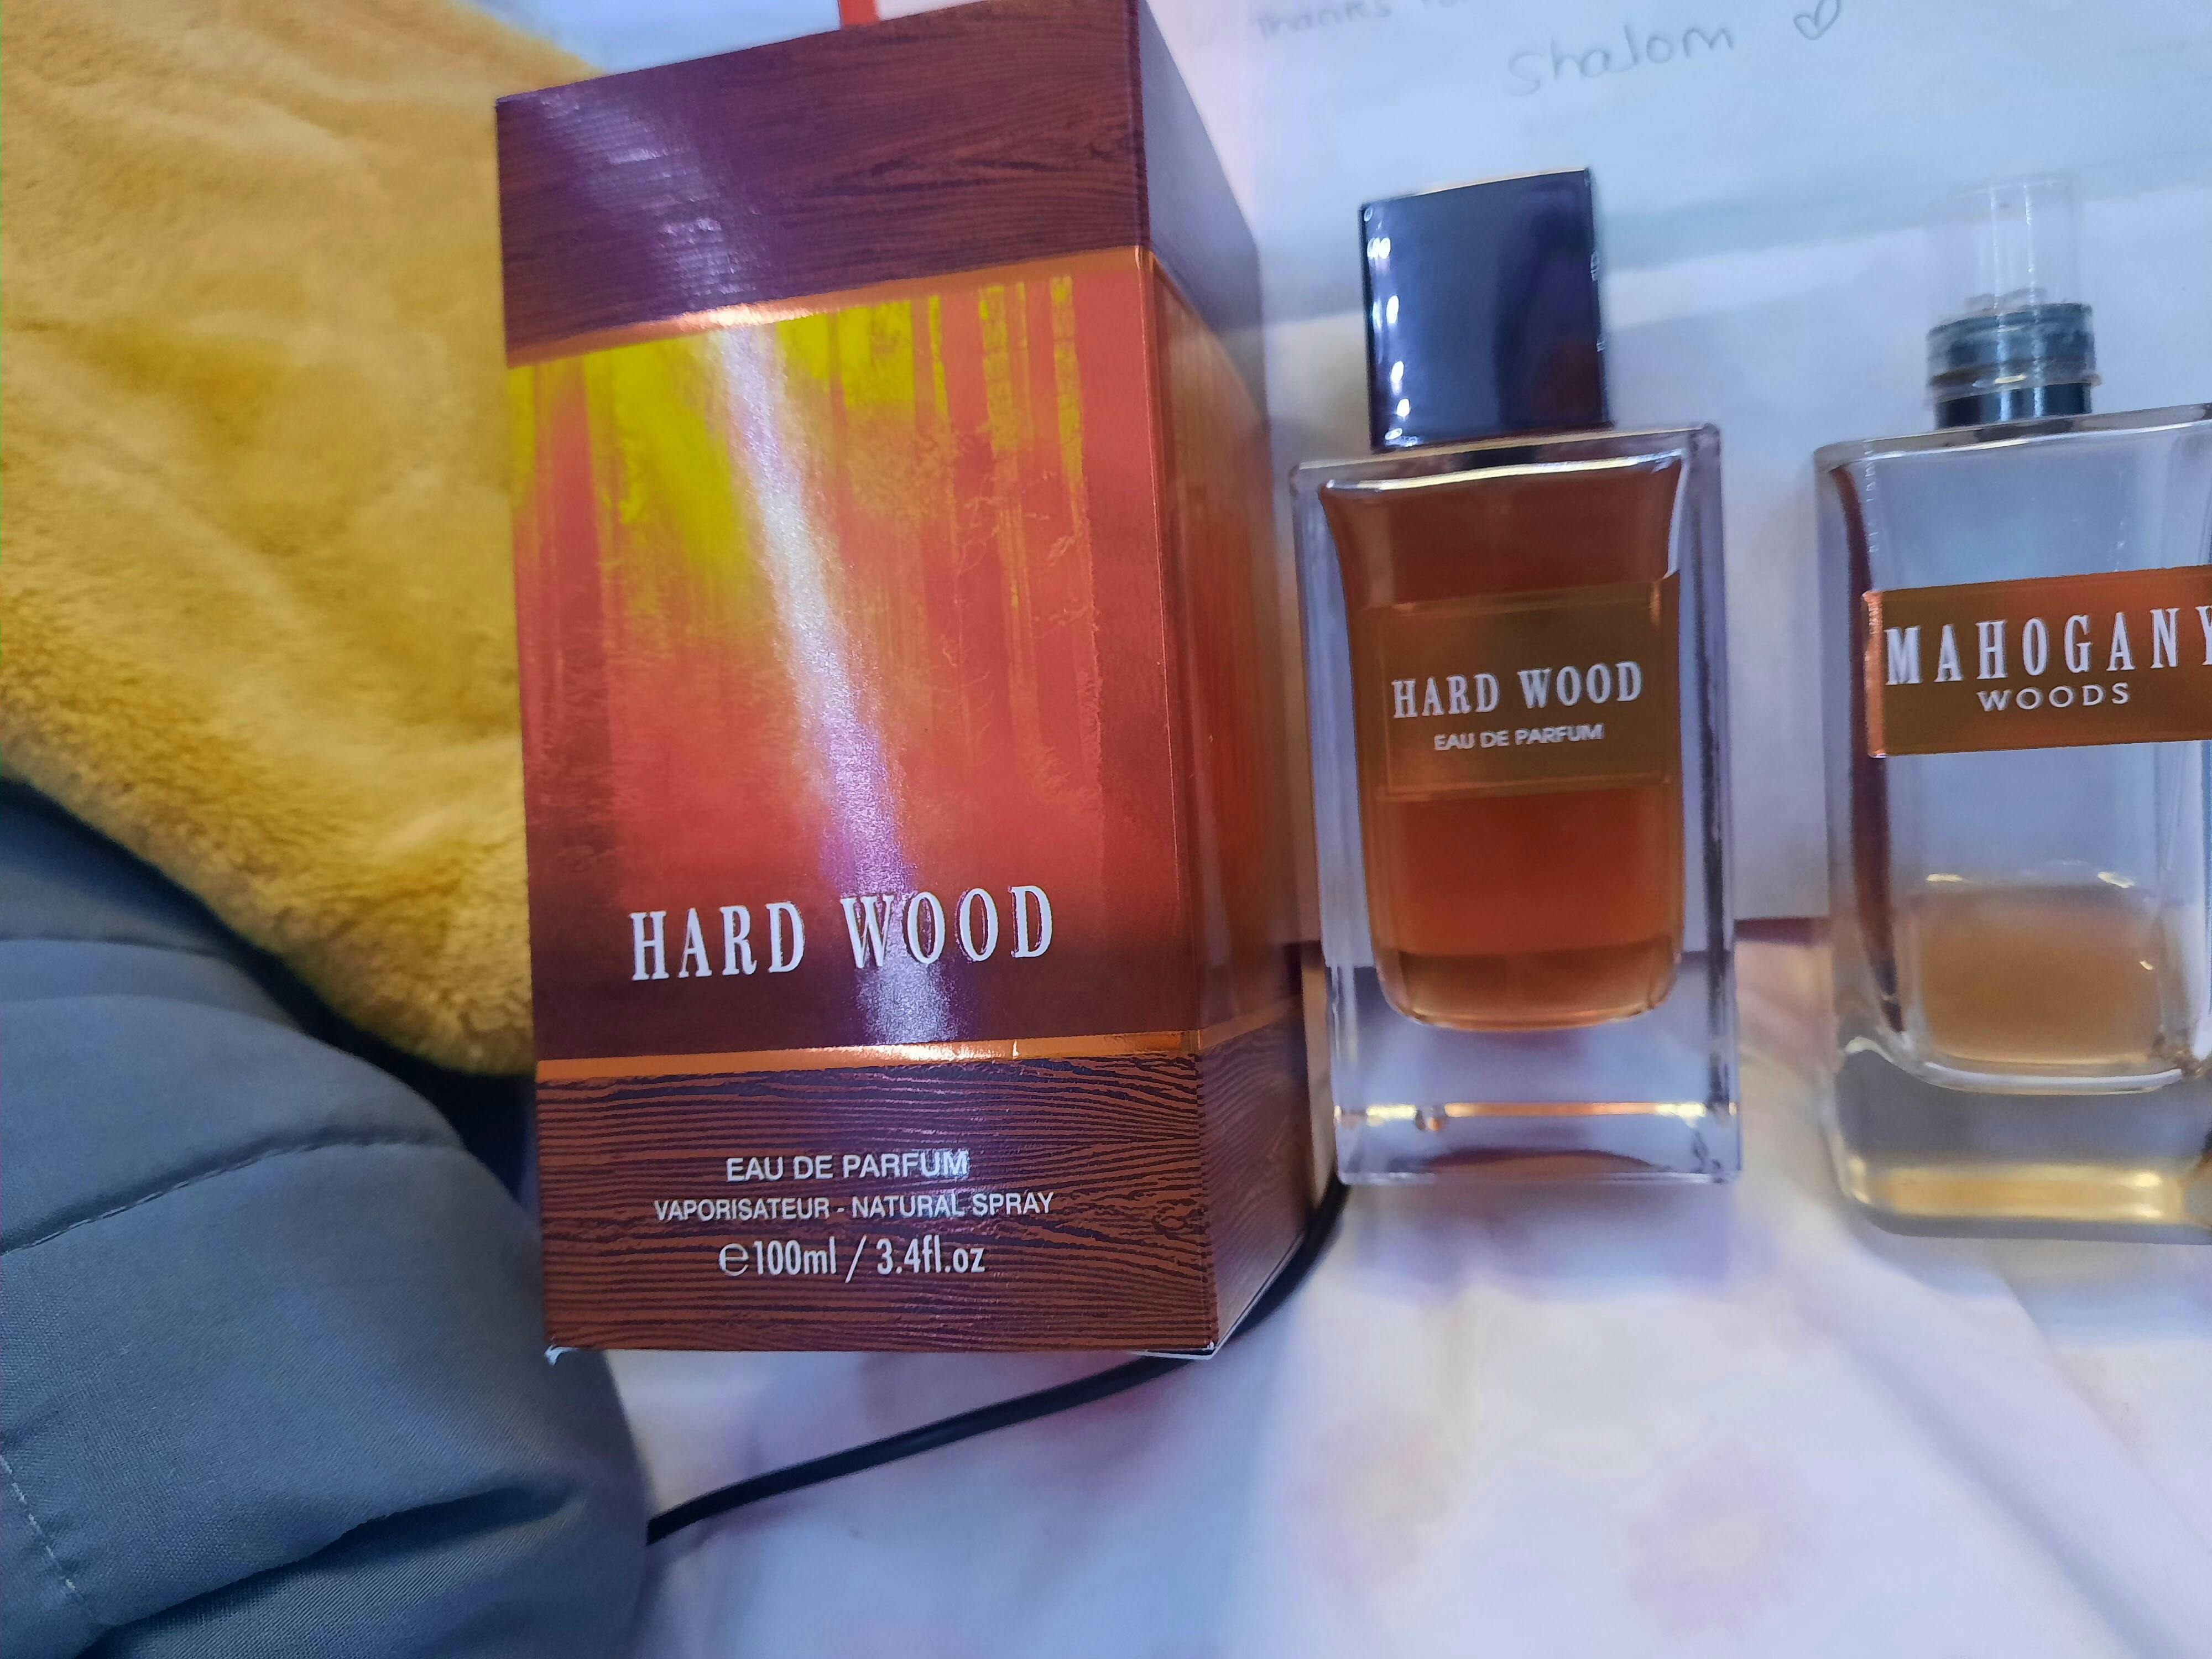 Thanks
Shalom
HARD WOOD
EAU DE PARFUM
VAPORISATEUR - NATURAL SPRAY
℮100ml / 3.4fl.oz
HARD WOOD
EAU DE PARFUM
MAHOGANY
WOODS